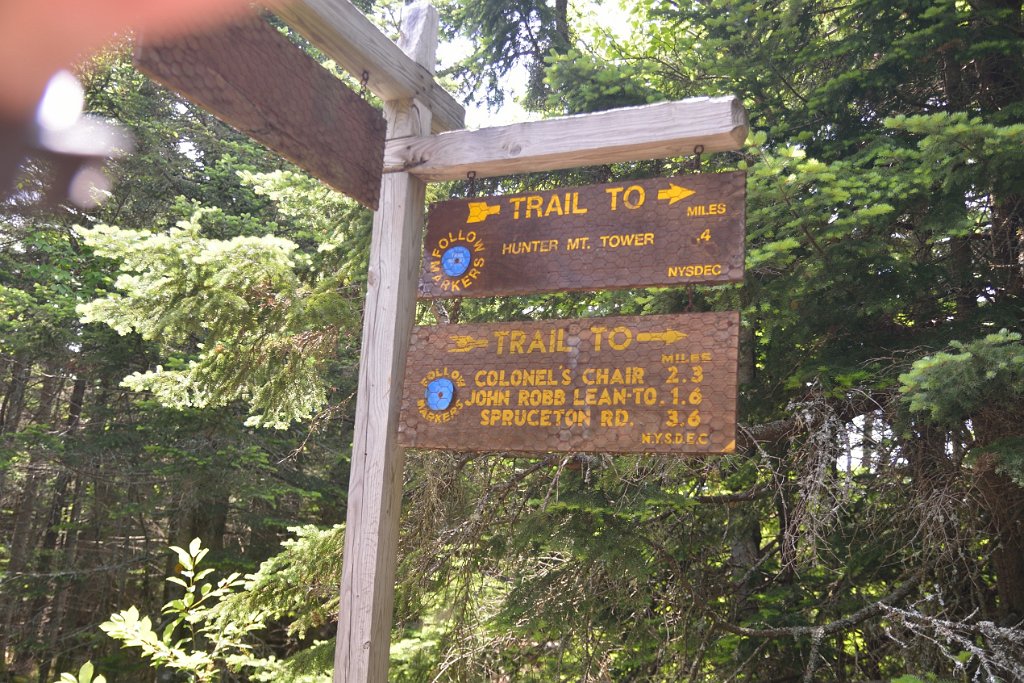 TRAIL TO
MILES
HUNTER MT. TOWER .4
FOLLOW MARKERS
NYSDEC
TRAIL TO
MILES
COLONEL'S CHAIR 2.3
JOHN ROBB LEAN-TO. 1.6
SPRUCETON RD. 3.6
FOLLOW MARKERS
N.Y.S.D.E.C